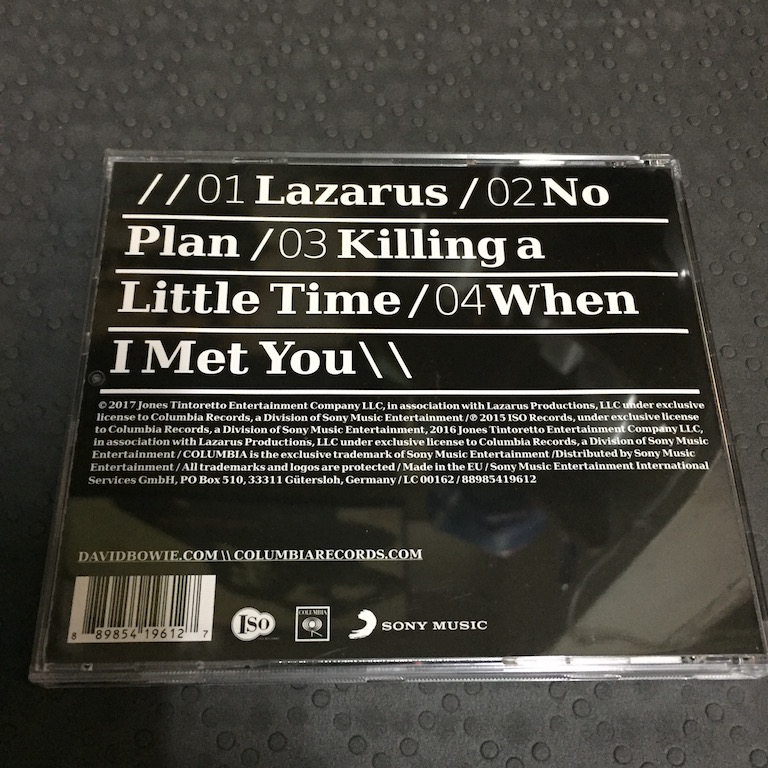 //01 Lazarus /02 No
Plan /03 Killing a
Little Time/04 When
I Met You\\
© 2017 Jones Tintoretto Entertainment Company LLC, in association with Lazarus Productions, LLC under exclusive
license to Columbia Records, a Division of Sony Music Entertainment / ℗ 2015 ISO Records, under exclusive license
to Columbia Records, a Division of Sony Music Entertainment, 2016 Jones Tintoretto Entertainment Company LLC,
in association with Lazarus Productions, LLC under exclusive license to Columbia Records, a Division of Sony Music
Entertainment / COLUMBIA is the exclusive trademark of Sony Music Entertainment /Distributed by Sony Music
Entertainment / All trademarks and logos are protected / Made in the EU / Sony Music Entertainment International
Services GmbH, PO Box 510, 33311 Gütersloh, Germany / LC 00162 / 88985419612
DAVIDBOWIE.COM \\ COLUMBIARECORDS.COM
8 89854 19612 7
ISO
COLUMBIA
SONY MUSIC